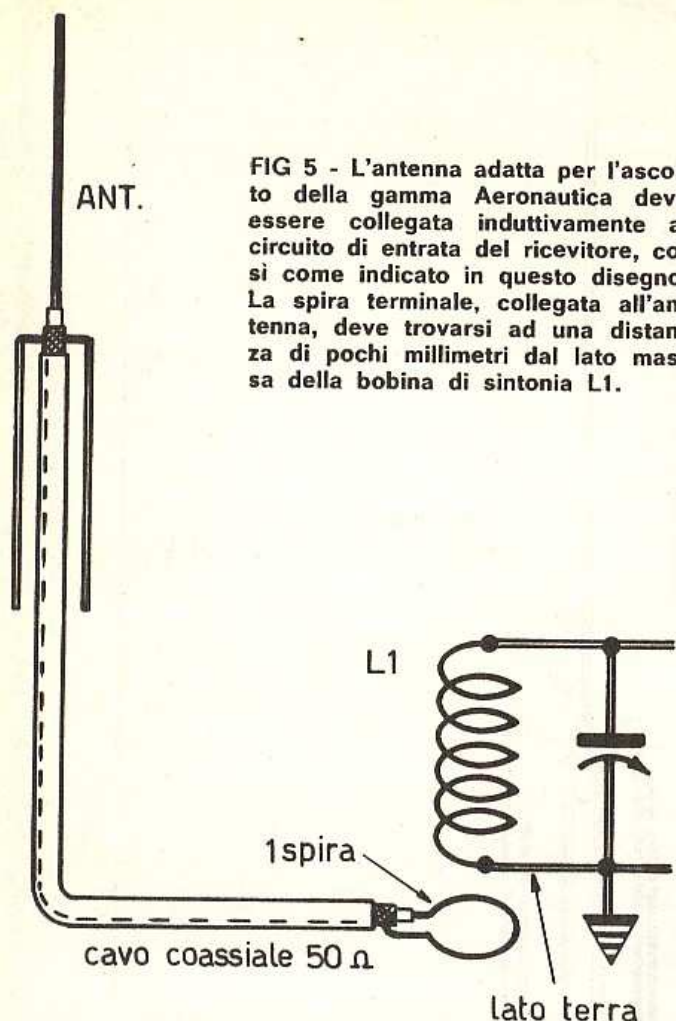 ANT.
FIG 5 - L'antenna adatta per l'asco
to della gamma Aeronautica dev
essere collegata induttivamente a
circuito di entrata del ricevitore, co
sì come indicato in questo disegno
La spira terminale, collegata all'an
tenna, deve trovarsi ad una distan
za di pochi millimetri dal lato mas
sa della bobina di sintonia L1.
L1
1 spira
cavo coassiale 50 Ω
lato terra